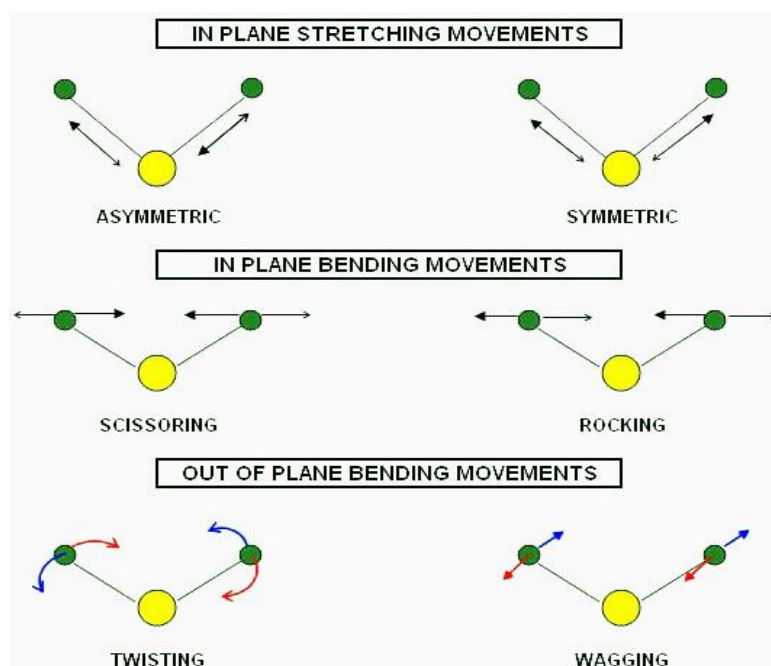 IN PLANE STRETCHING MOVEMENTS
ASYMMETRIC
SYMMETRIC
IN PLANE BENDING MOVEMENTS
SCISSORING
ROCKING
OUT OF PLANE BENDING MOVEMENTS
TWISTING
WAGGING